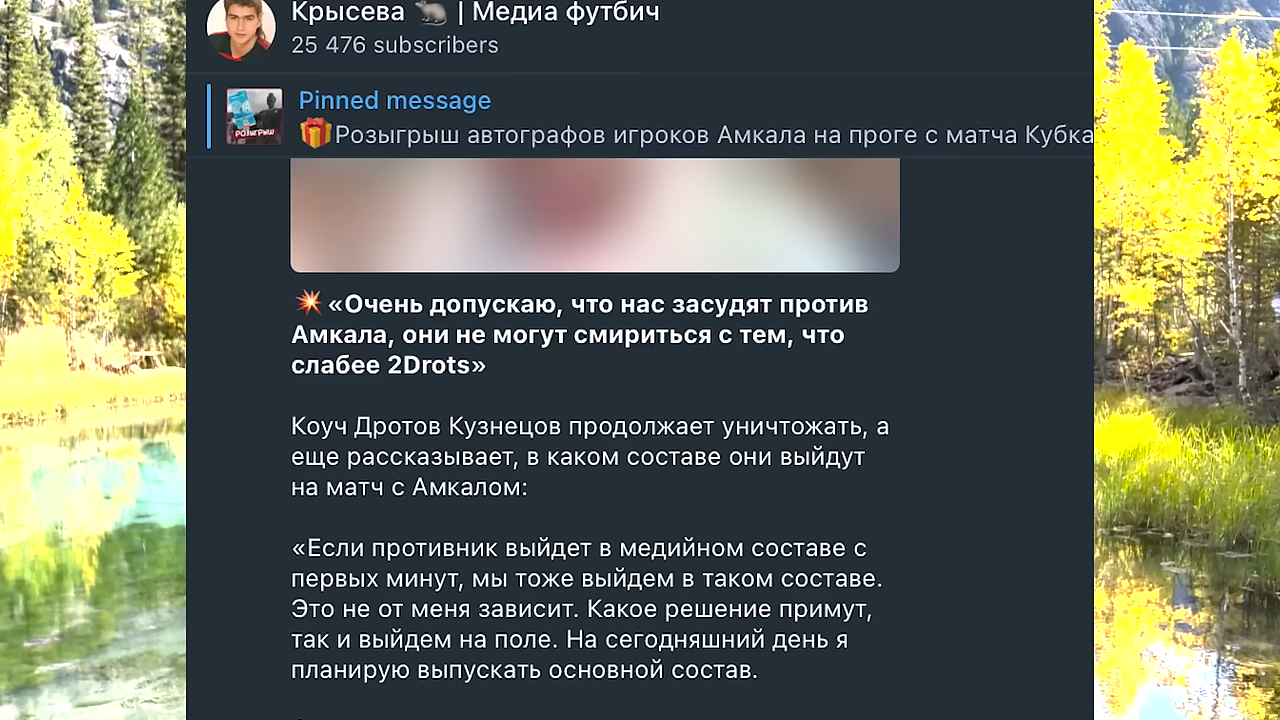 Крысева 🐀 | Медиа футбич
25 476 subscribers
Pinned message
🎁Розыгрыш автографов игроков Амкала на проге с матча Кубка
РОЗЫГРЫШ
💥«Очень допускаю, что нас засудят против
Амкала, они не могут смириться с тем, что
слабее 2Drots»
Коуч Дротов Кузнецов продолжает уничтожать, а
еще рассказывает, в каком составе они выйдут
на матч с Амкалом:
«Если противник выйдет в медийном составе с
первых минут, мы тоже выйдем в таком составе.
Это не от меня зависит. Какое решение примут,
так и выйдем на поле. На сегодняшний день я
планирую выпускать основной состав.